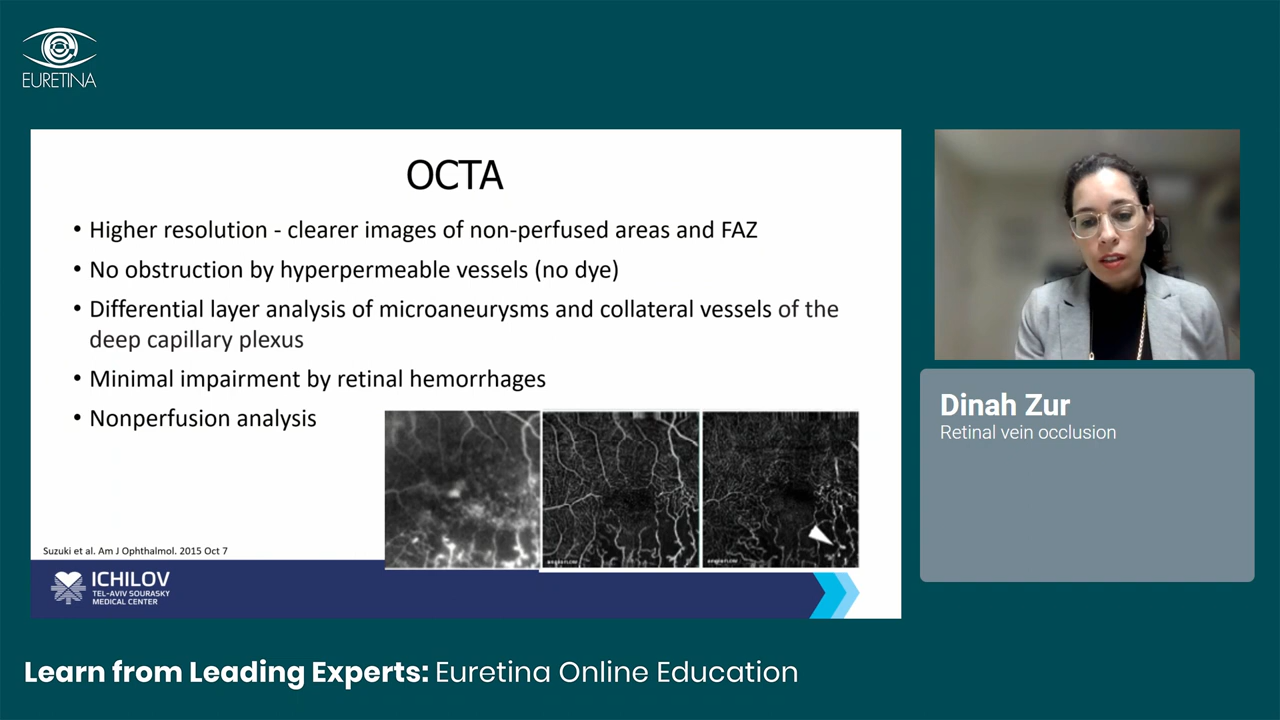 EURETINA
OCTA
• Higher resolution - clearer images of non-perfused areas and FAZ
• No obstruction by hyperpermeable vessels (no dye)
• Differential layer analysis of microaneurysms and collateral vessels of the
deep capillary plexus
• Minimal impairment by retinal hemorrhages
• Nonperfusion analysis
Suzuki et al. Am J Ophthalmol. 2015 Oct 7
ICHILOV
TEL-AVIV SOURASKY
MEDICAL CENTER
Dinah Zur
Retinal vein occlusion
Learn from Leading Experts: Euretina Online Education